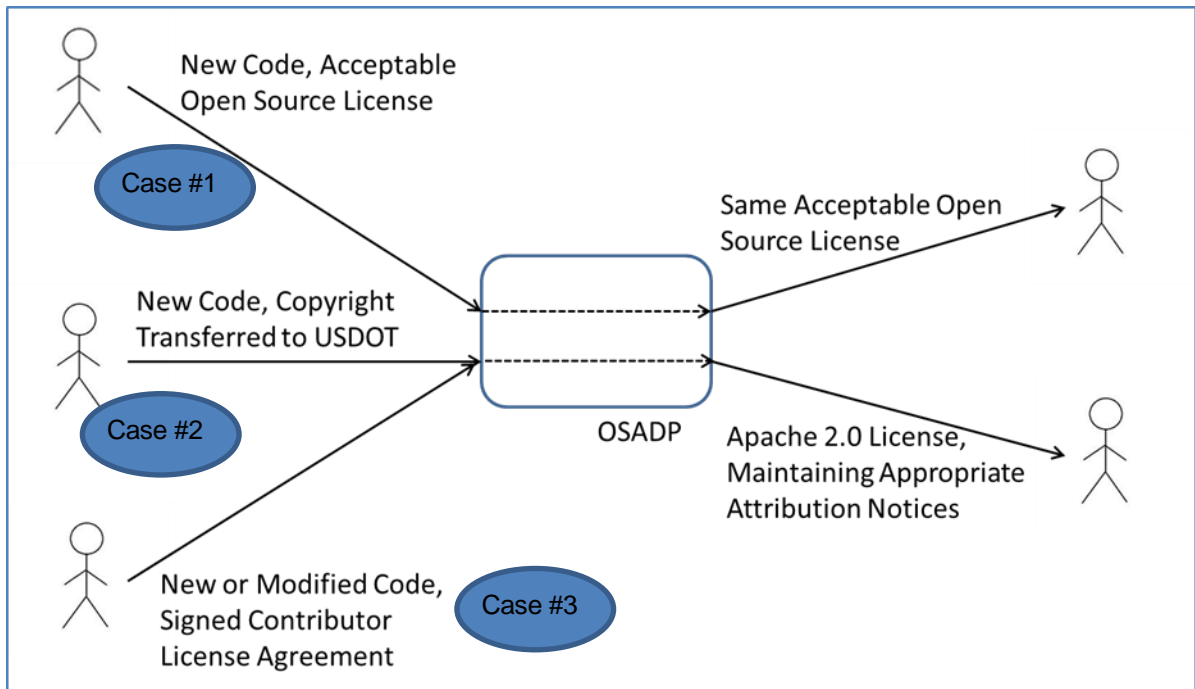 New Code, Acceptable
Open Source License
Case #1
Same Acceptable Open
Source License
New Code, Copyright
Transferred to USDOT
Case #2
OSADP
Apache 2.0 License,
Maintaining Appropriate
Attribution Notices
New or Modified Code,
Signed Contributor
License Agreement
Case #3